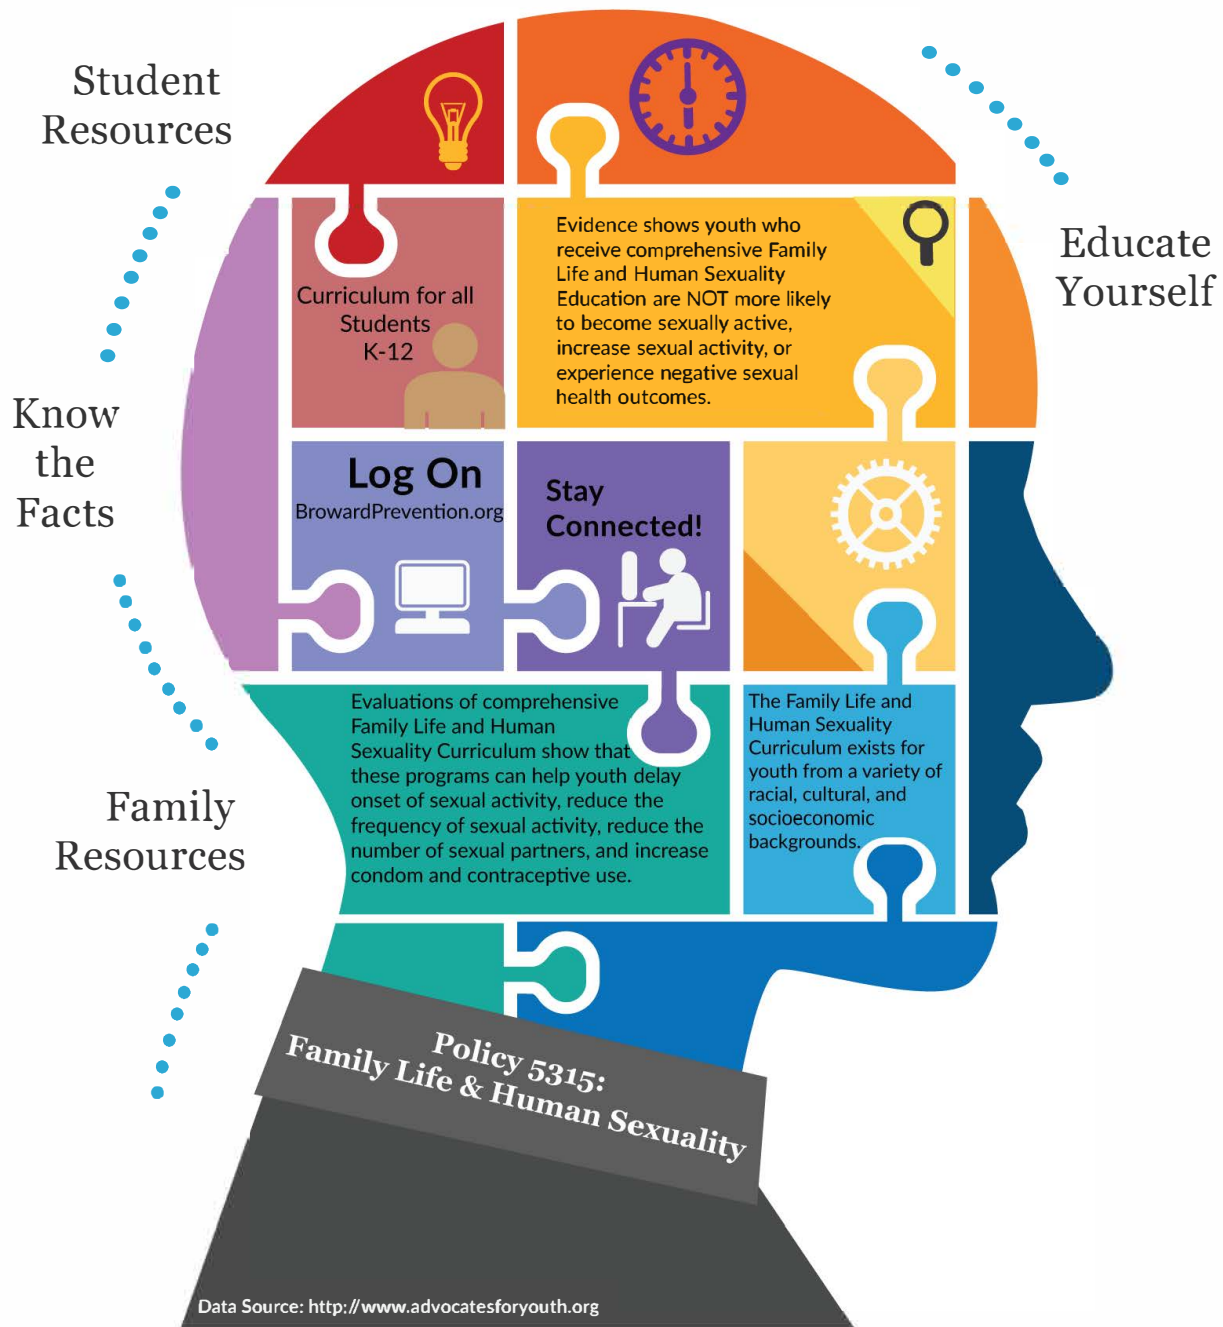 Student
Resources
Educate
Yourself
Know
the
Facts
Family
Resources
Curriculum for all
Students
K-12
Evidence shows youth who
receive comprehensive Family
Life and Human Sexuality
Education are NOT more likely
to become sexually active,
increase sexual activity, or
experience negative sexual
health outcomes.
Log On
BrowardPrevention.org
Stay
Connected!
Evaluations of comprehensive
Family Life and Human
Sexuality Curriculum show that
these programs can help youth delay
onset of sexual activity, reduce the
frequency of sexual activity, reduce the
number of sexual partners, and increase
condom and contraceptive use.
The Family Life and
Human Sexuality
Curriculum exists for
youth from a variety of
racial, cultural, and
socioeconomic
backgrounds.
Policy 5315:
Family Life & Human Sexuality
Data Source: http://www.advocatesforyouth.org